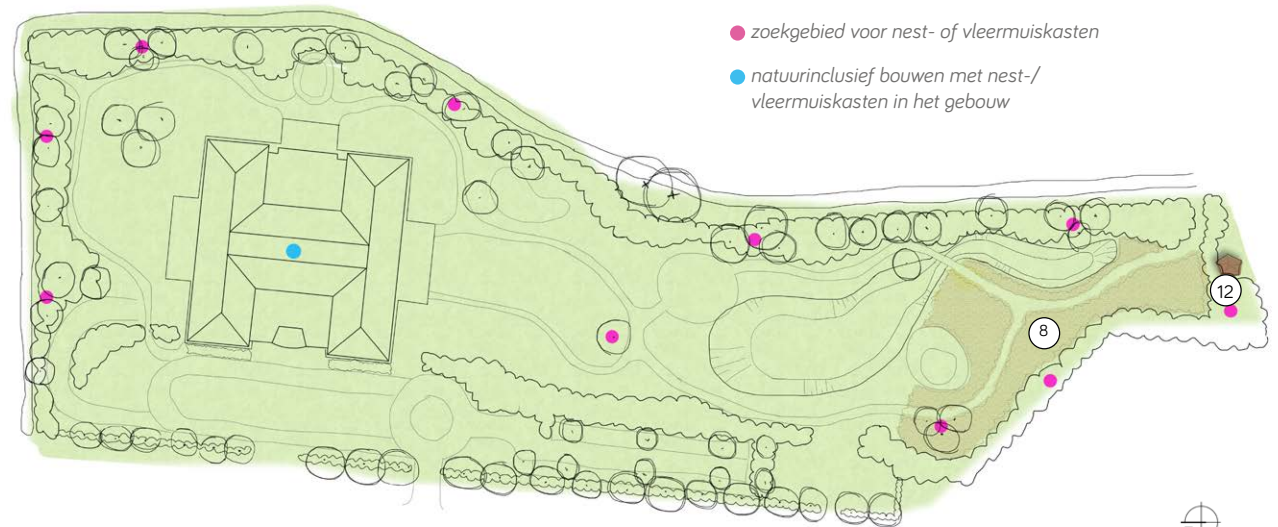 zoekgebied voor nest- of vleermuiskasten
natuurinclusief bouwen met nest-/
vleermuiskasten in het gebouw
12
8